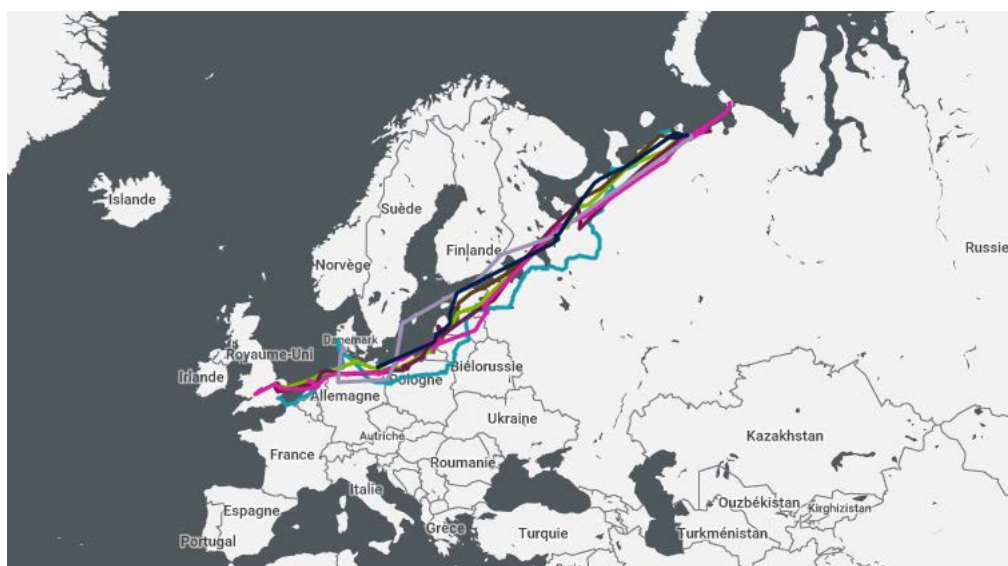 Islande
Suède
Finlande
Norvège
Russie
Danemark
Royaume-Uni
Irlande
Biélorussie
Pologne
Allemagne
Ukraine
Autriche
Kazakhstan
France
Roumanie
Italie
Ouzbékistan
Kirghizistan
Espagne
Grèce
Turquie
Turkménistan
Portugal